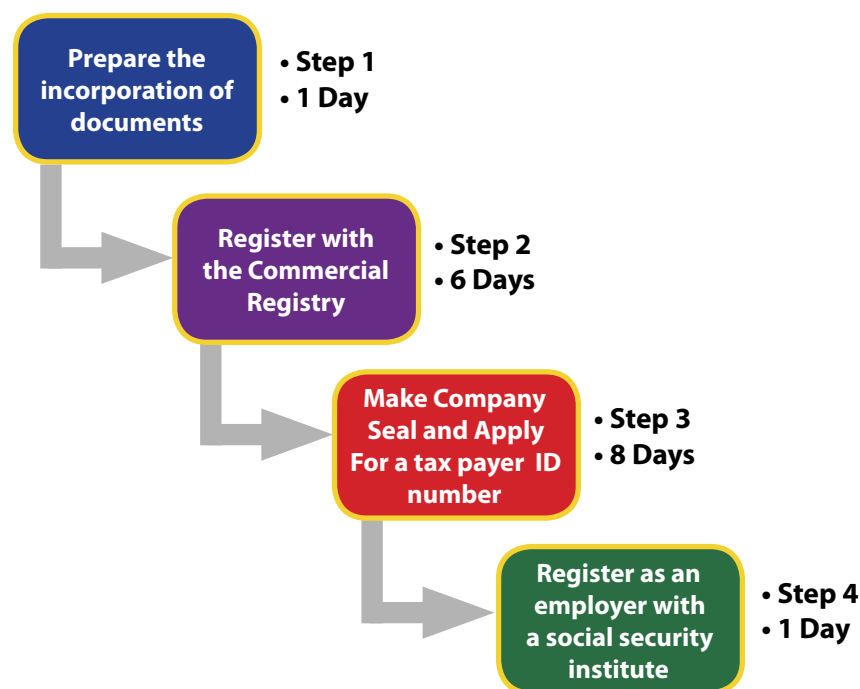 Prepare the
incorporation of
documents
• Step 1
• 1 Day
Register with
the Commercial
Registry
• Step 2
• 6 Days
Make Company
Seal and Apply
For a tax payer ID
number
• Step 3
• 8 Days
Register as an
employer with
a social security
institute
• Step 4
• 1 Day